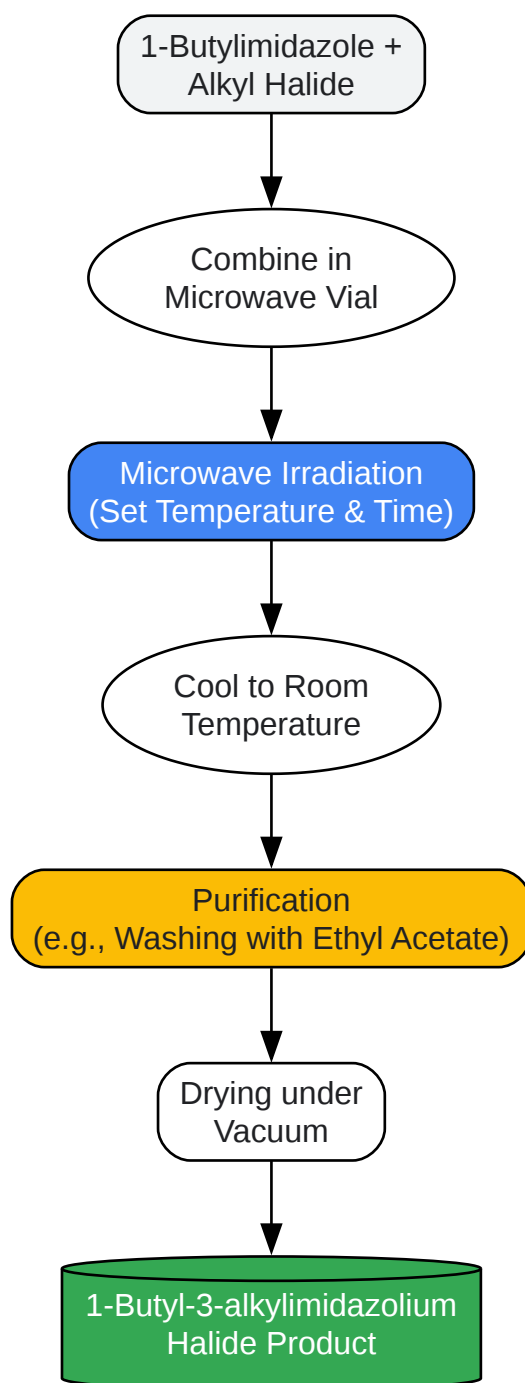 1-Butylimidazole +
Alkyl Halide
Combine in
Microwave Vial
Microwave Irradiation
(Set Temperature & Time)
Cool to Room
Temperature
Purification
(e.g., Washing with Ethyl Acetate)
Drying under
Vacuum
1-Butyl-3-alkylimidazolium
Halide Product